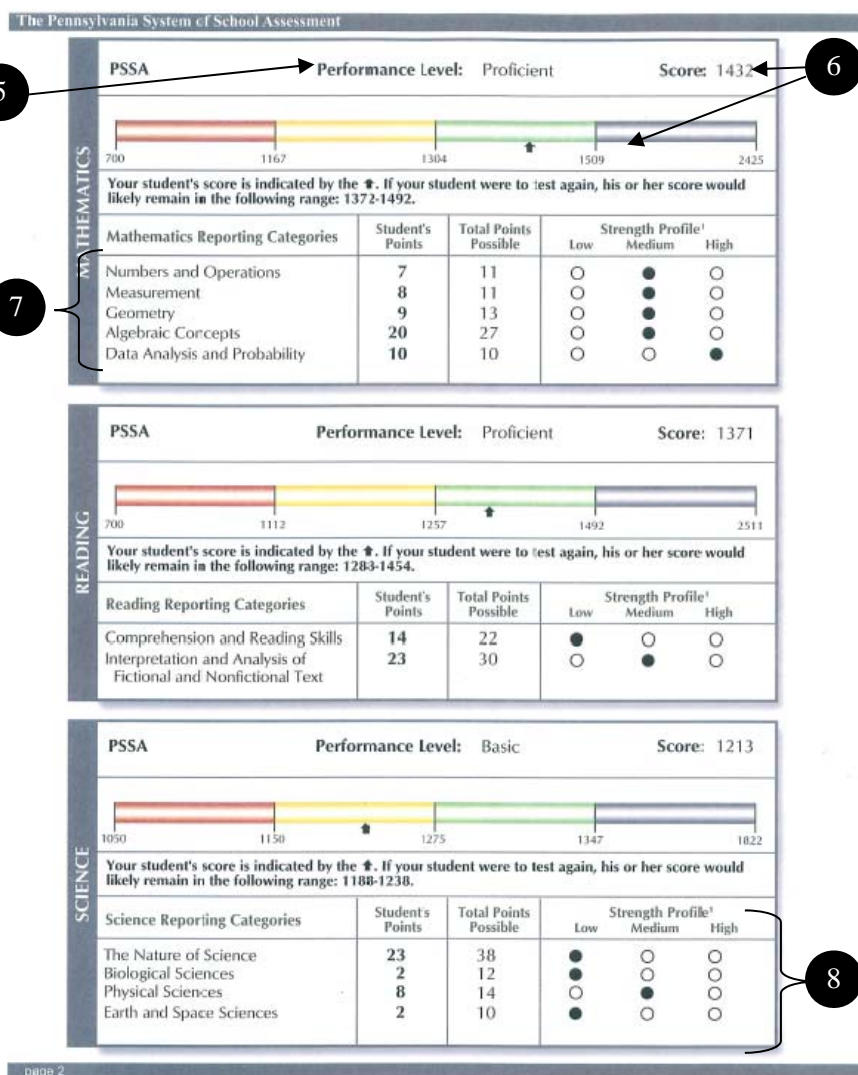 The Pennsylvania System of School Assessment
5
6
7
8
MATHEMATICS
PSSA Performance Level: Proficient Score: 1432
700 1167 1304 1509 2425
Your student's score is indicated by the ⬆. If your student were to test again, his or her score would
likely remain in the following range: 1372-1492.
Mathematics Reporting Categories Student's Points Total Points Possible Strength Profile¹ Low Medium High
Numbers and Operations 7 11
Measurement 8 11
Geometry 9 13
Algebraic Concepts 20 27
Data Analysis and Probability 10 10
READING
PSSA Performance Level: Proficient Score: 1371
700 1112 1257 1492 2511
Your student's score is indicated by the ⬆. If your student were to test again, his or her score would
likely remain in the following range: 1283-1454.
Reading Reporting Categories Student's Points Total Points Possible Strength Profile¹ Low Medium High
Comprehension and Reading Skills 14 22
Interpretation and Analysis of 23 30
Fictional and Nonfictional Text
SCIENCE
PSSA Performance Level: Basic Score: 1213
1050 1150 1275 1347 1822
Your student's score is indicated by the ⬆. If your student were to test again, his or her score would
likely remain in the following range: 1188-1238.
Science Reporting Categories Student's Points Total Points Possible Strength Profile¹ Low Medium High
The Nature of Science 23 38
Biological Sciences 2 12
Physical Sciences 8 14
Earth and Space Sciences 2 10
page 2